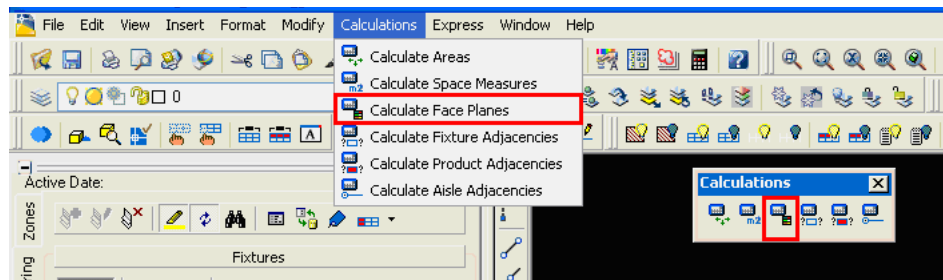 File Edit View Insert Format Modify Calculations Express Window Help
Calculate Areas
Calculate Space Measures
0
Calculate Face Planes
Calculate Fixture Adjacencies
Calculate Product Adjacencies
Calculate Aisle Adjacencies
Active Date:
Zones
Fixtures
Calculations